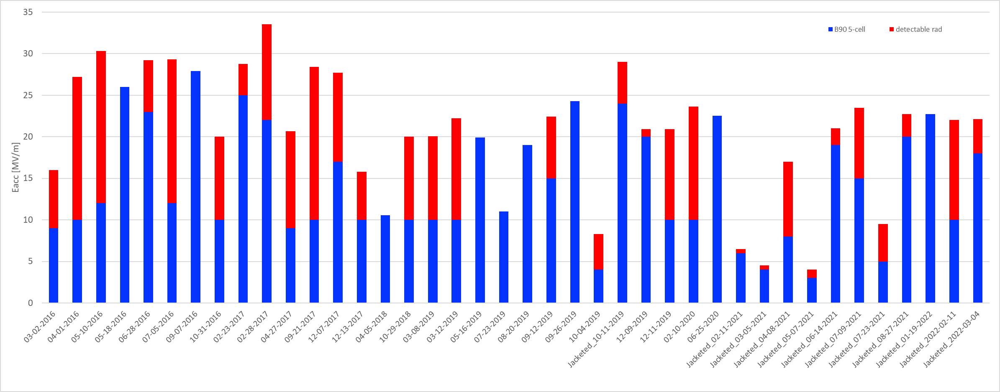 35
30
25
20
15
10
5
0
Eacc [MV/m]
B90 5-cell
detectable rad
03-02-2016
04-01-2016
05-10-2016
05-18-2016
06-28-2016
07-05-2016
09-07-2016
10-31-2016
02-23-2017
02-28-2017
04-27-2017
09-21-2017
12-07-2017
12-13-2017
04-05-2018
10-29-2018
03-08-2019
03-12-2019
05-16-2019
07-23-2019
08-20-2019
09-12-2019
09-26-2019
10-04-2019
Jacketed_10-11-2019
12-09-2019
12-11-2019
02-10-2020
06-25-2020
Jacketed_02-11-2021
Jacketed_03-05-2021
Jacketed_04-08-2021
Jacketed_05-07-2021
Jacketed_06-14-2021
Jacketed_07-09-2021
Jacketed_07-23-2021
Jacketed_08-27-2021
Jacketed_01-19-2022
Jacketed_2022-02-11
Jacketed_2022-03-04